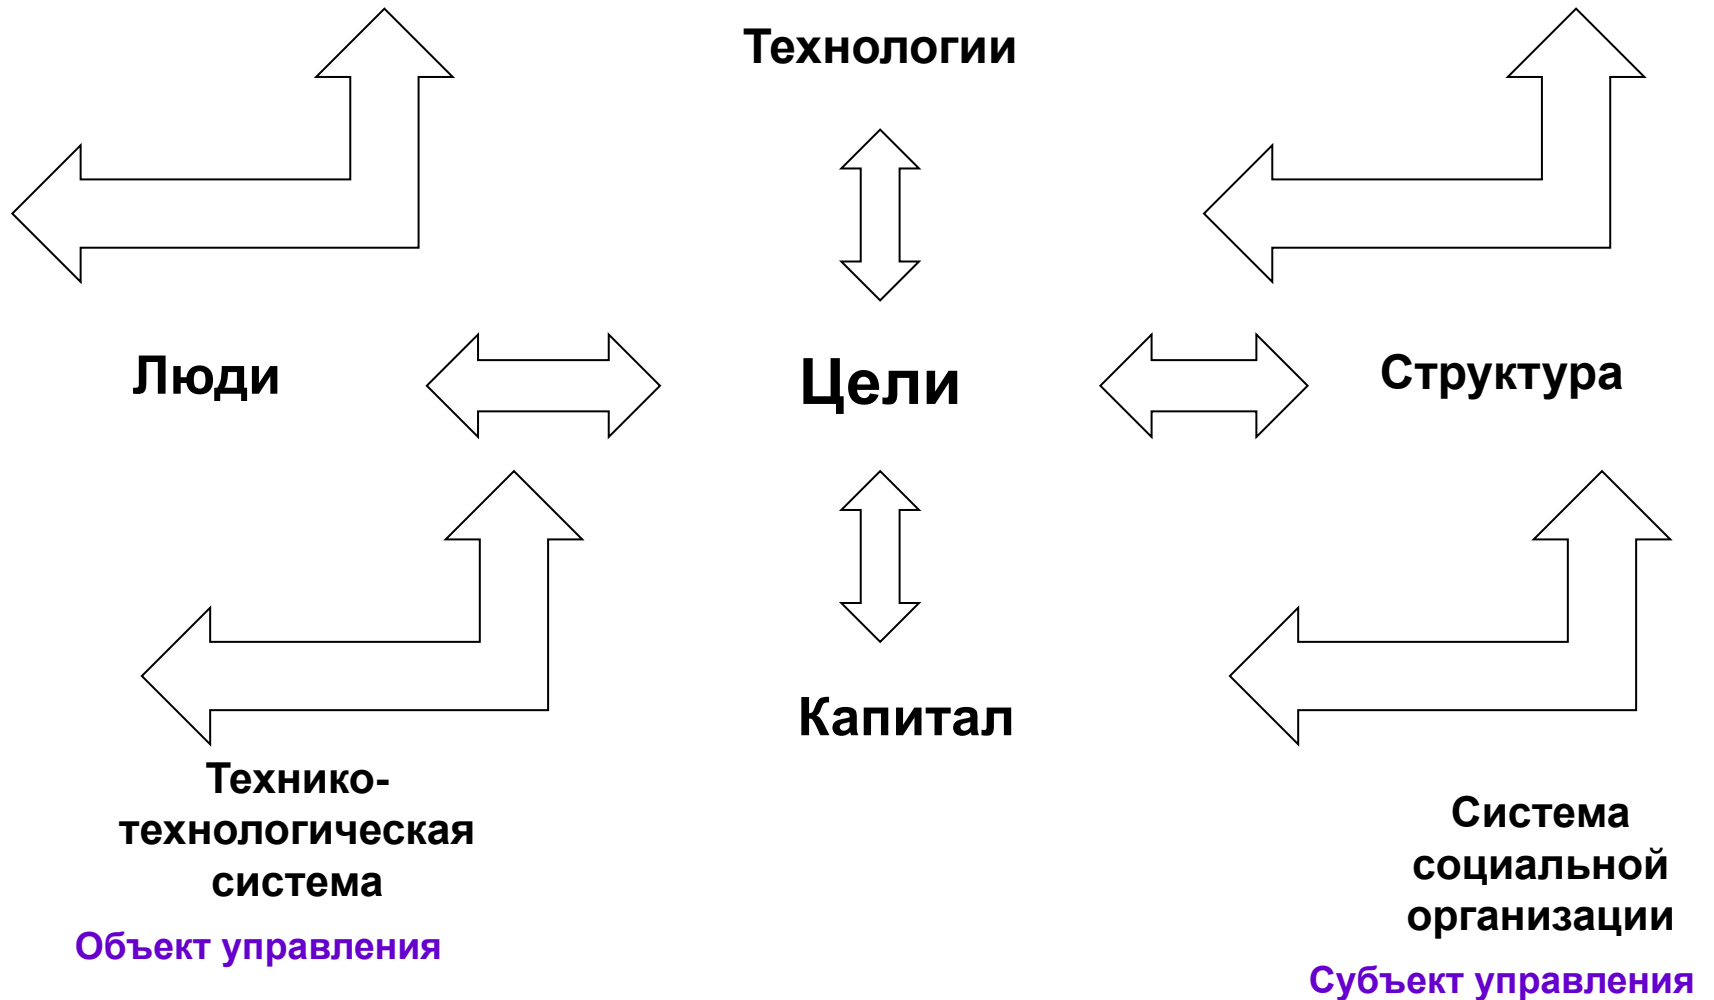 Технологии
Люди
Цели
Структура
Капитал
Технико-
технологическая
система
Объект управления
Система
социальной
организации
Субъект управления